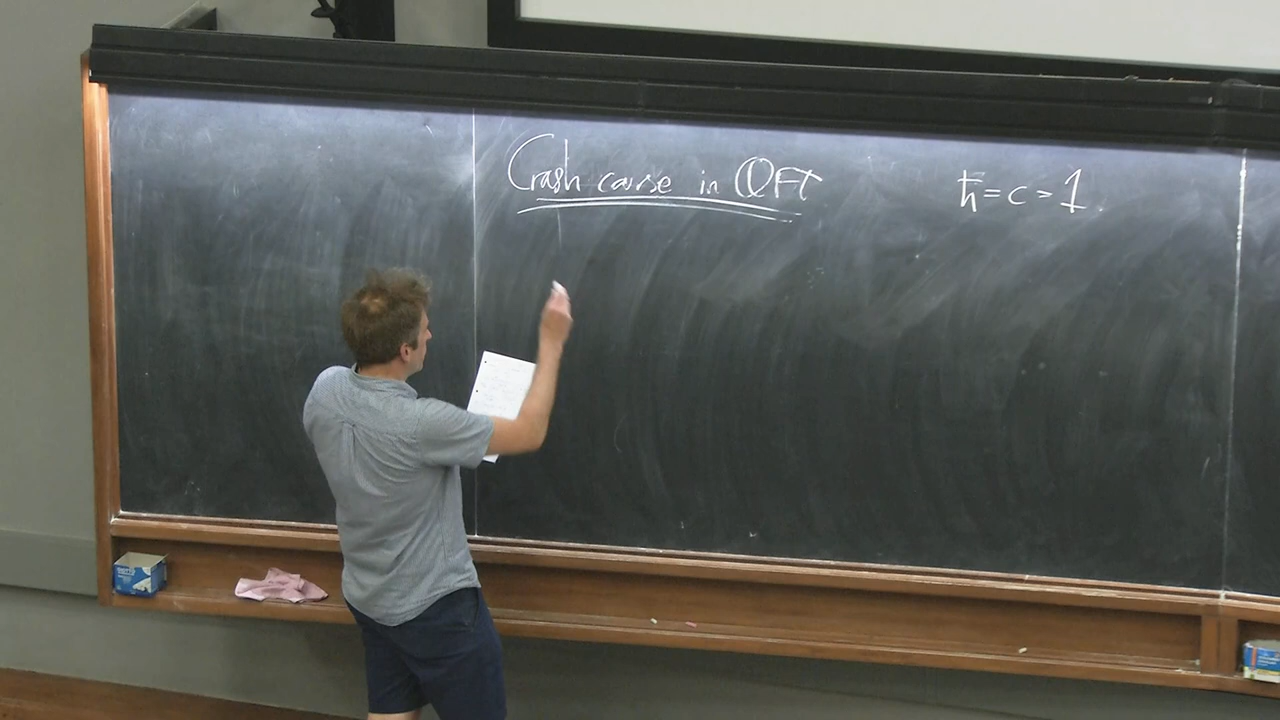 Crash course in QFT
ħ = c = 1